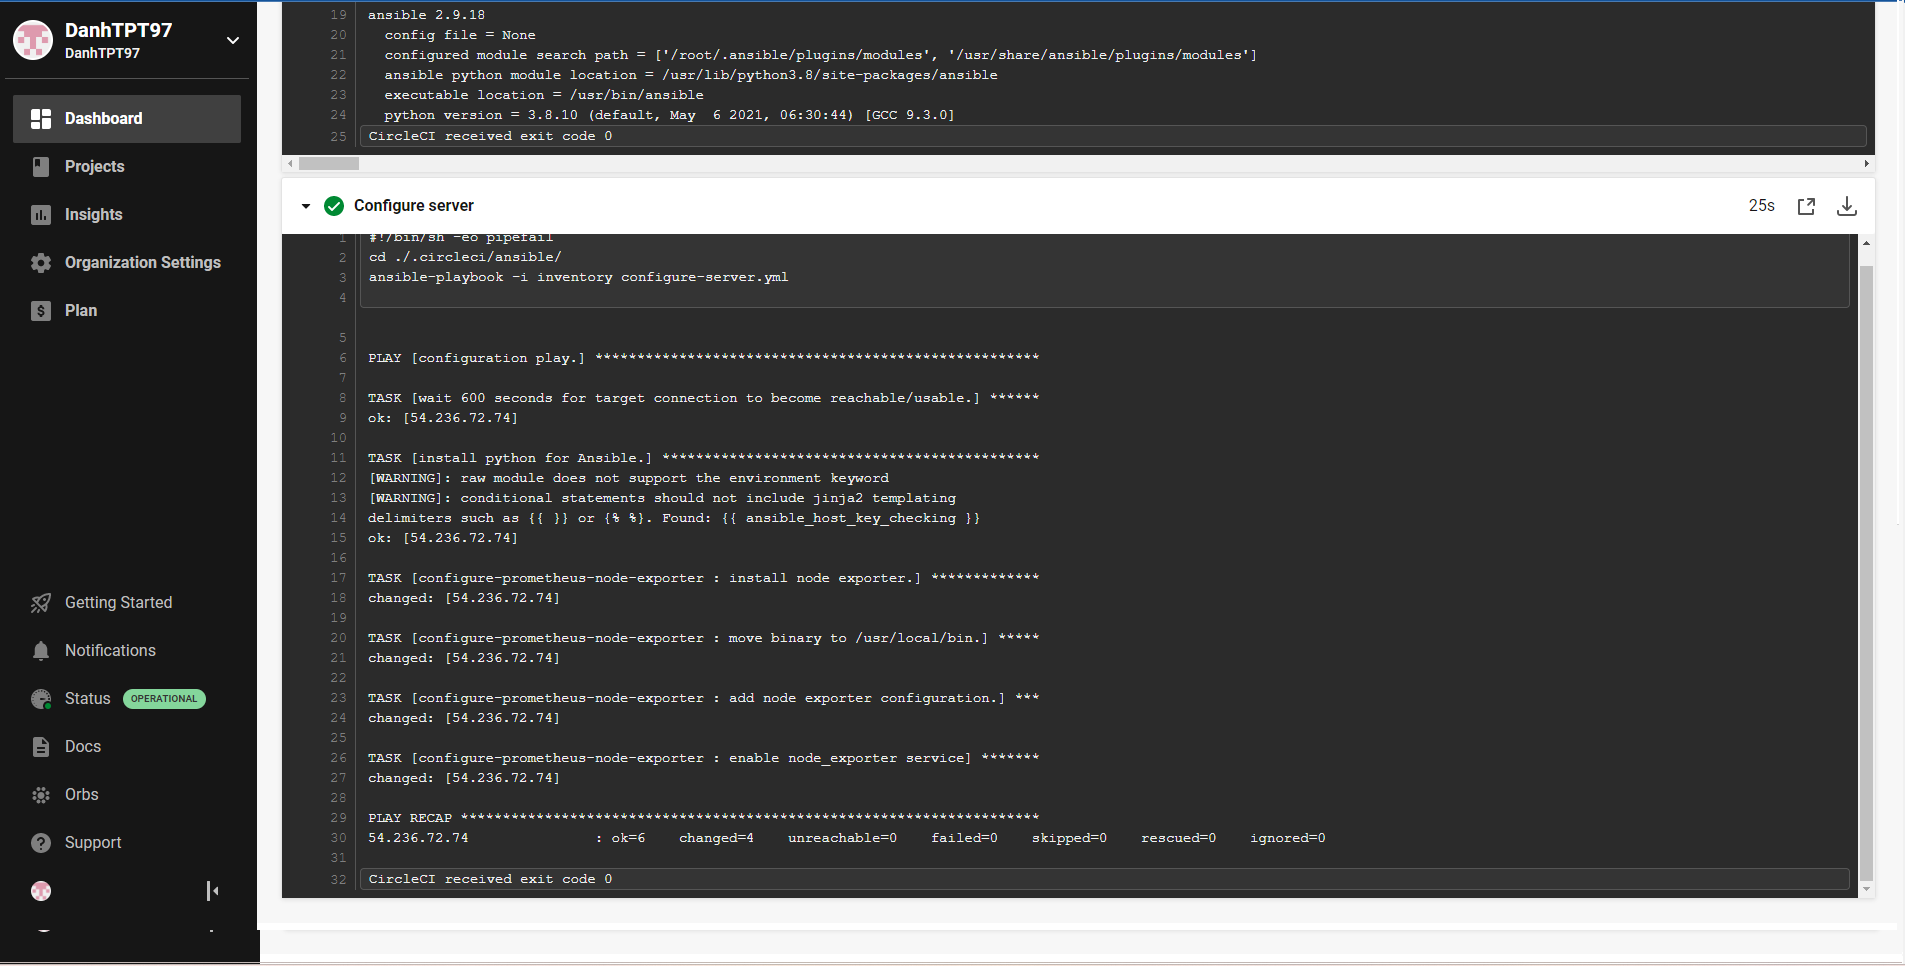 DanhTPT97
DanhTPT97
Dashboard
Projects
Insights
Organization Settings
Plan
Getting Started
Notifications
Status OPERATIONAL
Docs
Orbs
Support
19 ansible 2.9.18
20 config file = None
21 configured module search path = ['/root/.ansible/plugins/modules', '/usr/share/ansible/plugins/modules']
22 ansible python module location = /usr/lib/python3.8/site-packages/ansible
23 executable location = /usr/bin/ansible
24 python version = 3.8.10 (default, May  6 2021, 06:30:44) [GCC 9.3.0]
25 CircleCI received exit code 0
Configure server 25s
1 #!/bin/sh -eo pipefail
2 cd ./.circleci/ansible/
3 ansible-playbook -i inventory configure-server.yml
4
5
6 PLAY [configuration play.] *****************************************************
7
8 TASK [wait 600 seconds for target connection to become reachable/usable.] ******
9 ok: [54.236.72.74]
10
11 TASK [install python for Ansible.] *********************************************
12 [WARNING]: raw module does not support the environment keyword
13 [WARNING]: conditional statements should not include jinja2 templating
14 delimiters such as {{ }} or {% %}. Found: {{ ansible_host_key_checking }}
15 ok: [54.236.72.74]
16
17 TASK [configure-prometheus-node-exporter : install node exporter.] *************
18 changed: [54.236.72.74]
19
20 TASK [configure-prometheus-node-exporter : move binary to /usr/local/bin.] *****
21 changed: [54.236.72.74]
22
23 TASK [configure-prometheus-node-exporter : add node exporter configuration.] ***
24 changed: [54.236.72.74]
25
26 TASK [configure-prometheus-node-exporter : enable node_exporter service] *******
27 changed: [54.236.72.74]
28
29 PLAY RECAP *********************************************************************
30 54.236.72.74               : ok=6    changed=4    unreachable=0    failed=0    skipped=0    rescued=0    ignored=0
31
32 CircleCI received exit code 0